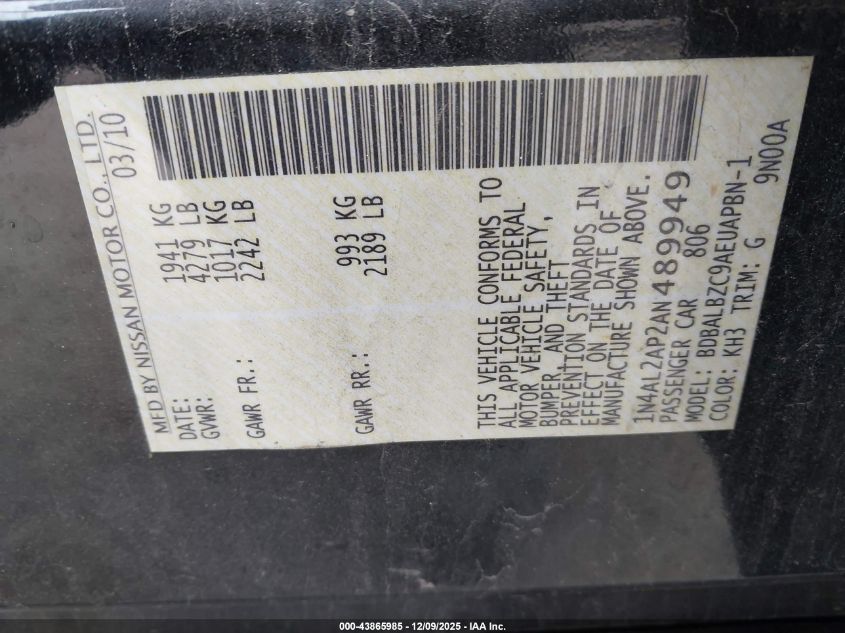 MFD BY NISSAN MOTOR CO., LTD.
DATE: 03/10
GVWR: 1941 KG
4279 LB
GAWR FR.: 1017 KG
2242 LB
GAWR RR.: 993 KG
2189 LB
THIS VEHICLE CONFORMS TO
ALL APPLICABLE FEDERAL
MOTOR VEHICLE SAFETY,
BUMPER, AND THEFT
PREVENTION STANDARDS IN
EFFECT ON THE DATE OF
MANUFACTURE SHOWN ABOVE.
1N4AL2AP2AN489949
PASSENGER CAR 806
MODEL: BDBALBZC9AEUAPBN-1
COLOR: KH3 TRIM: G 9N00A
000-43865985 - 12/09/2025 - IAA Inc.